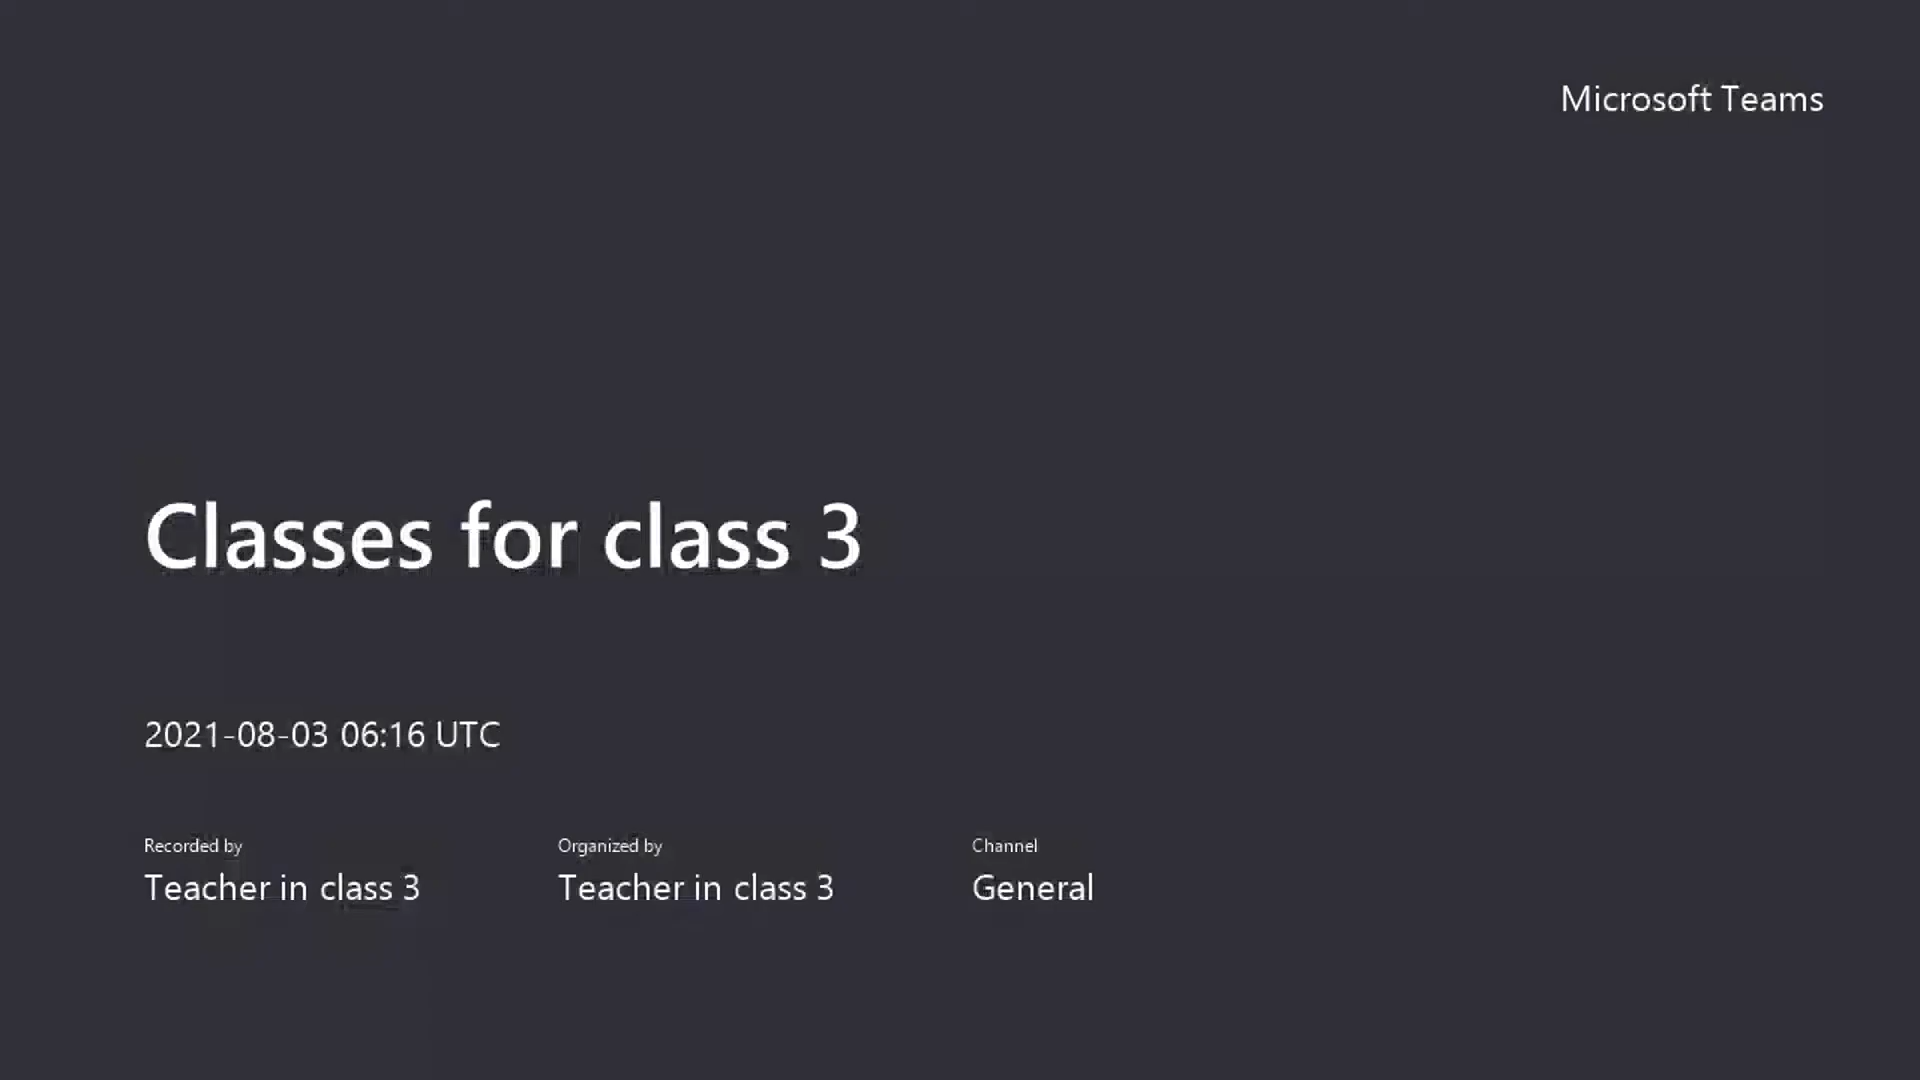 Microsoft Teams
Classes for class 3
2021-08-03 06:16 UTC
Recorded by
Teacher in class 3
Organized by
Teacher in class 3
Channel
General